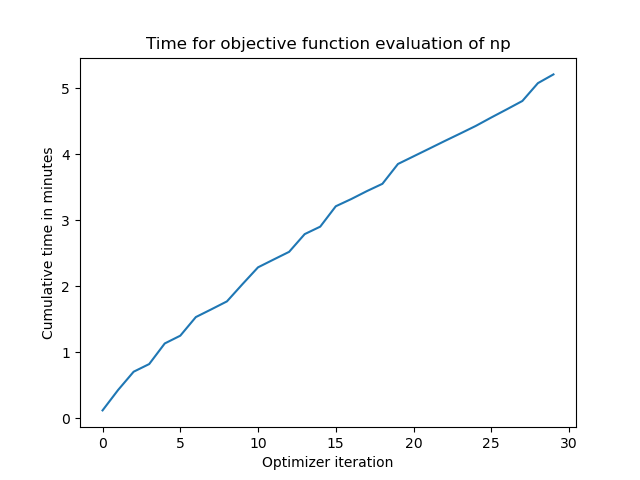 Time for objective function evaluation of np
Cumulative time in minutes
5
4
3
2
1
0
0 5 10 15 20 25 30
Optimizer iteration